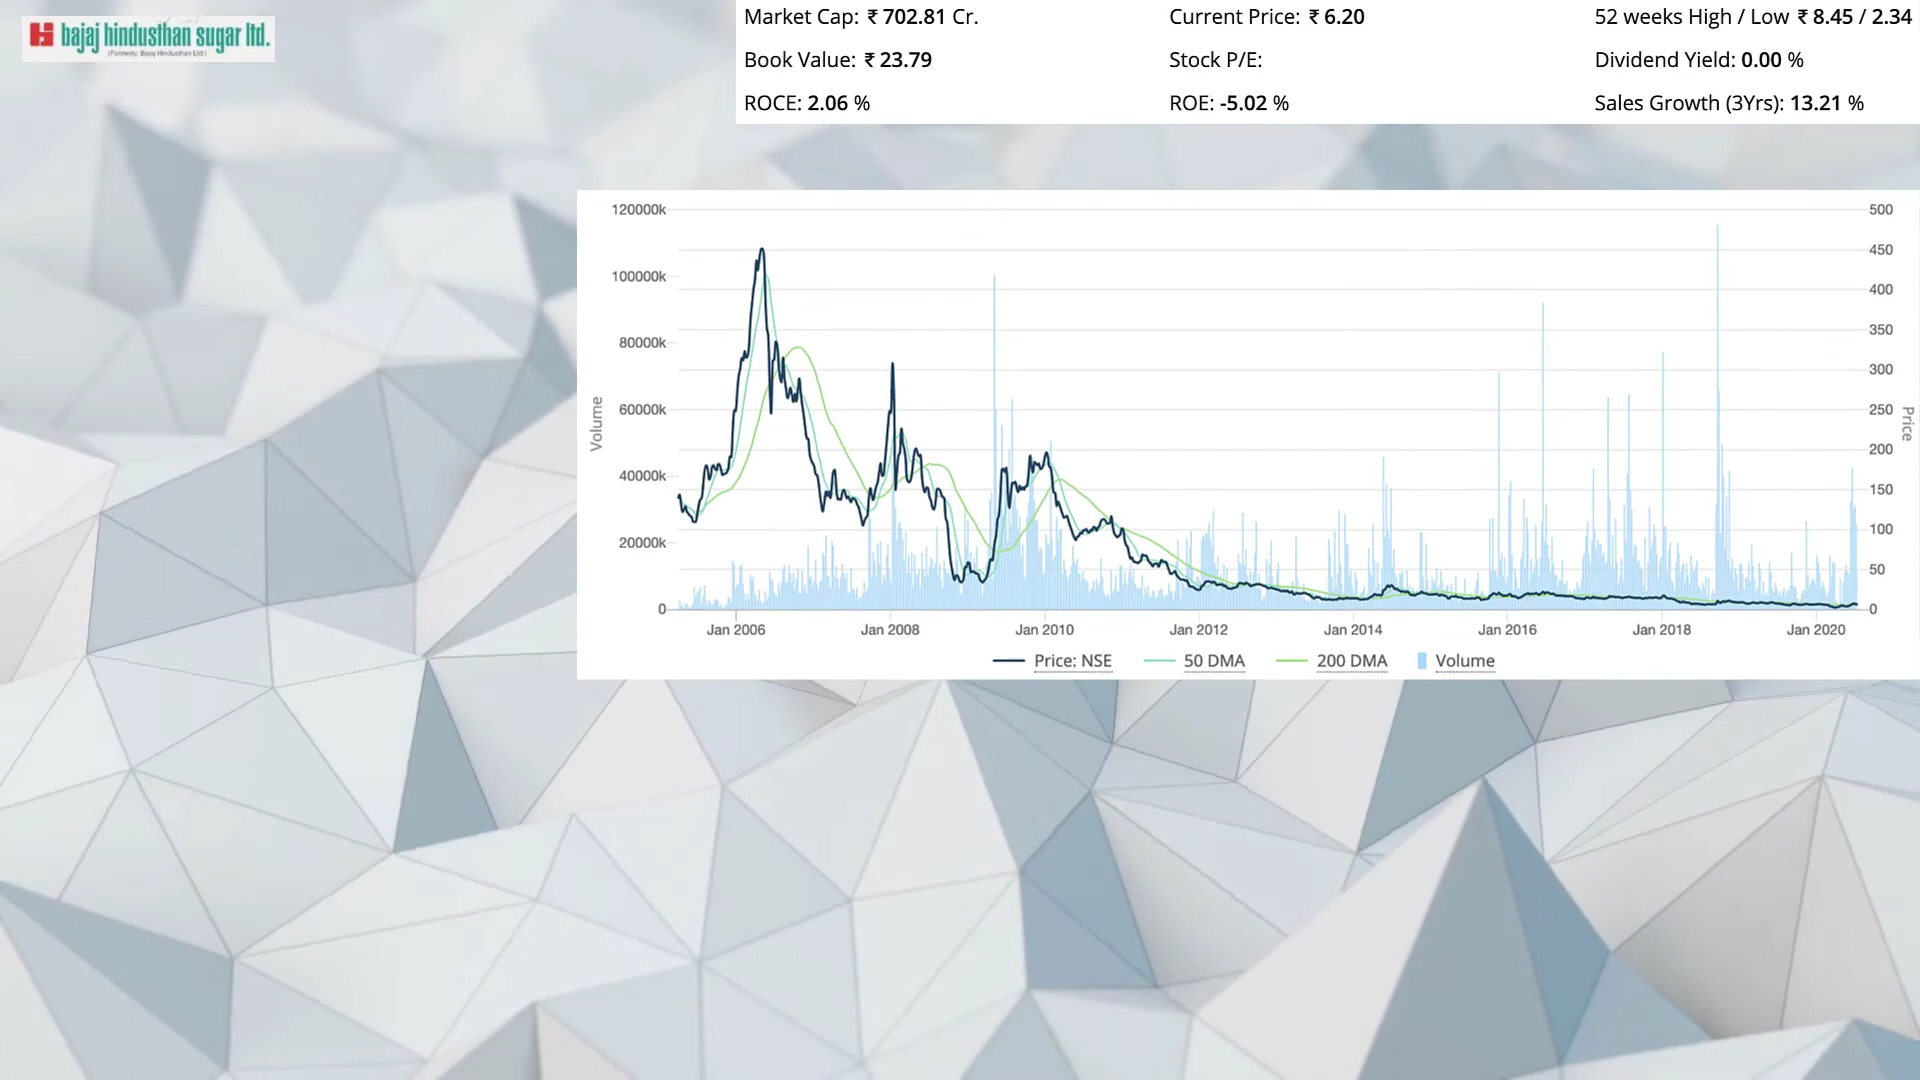 bajaj hindusthan sugar ltd.
(Formerly, Bajaj Hindusthan Ltd.)
Market Cap: ₹ 702.81 Cr.
Current Price: ₹ 6.20
52 weeks High / Low ₹ 8.45 / 2.34
Book Value: ₹ 23.79
Stock P/E:
Dividend Yield: 0.00 %
ROCE: 2.06 %
ROE: -5.02 %
Sales Growth (3Yrs): 13.21 %
120000k
100000k
80000k
60000k
40000k
20000k
0
Volume
500
450
400
350
300
250
200
150
100
50
0
Price
Jan 2006
Jan 2008
Jan 2010
Jan 2012
Jan 2014
Jan 2016
Jan 2018
Jan 2020
Price: NSE
50 DMA
200 DMA
Volume